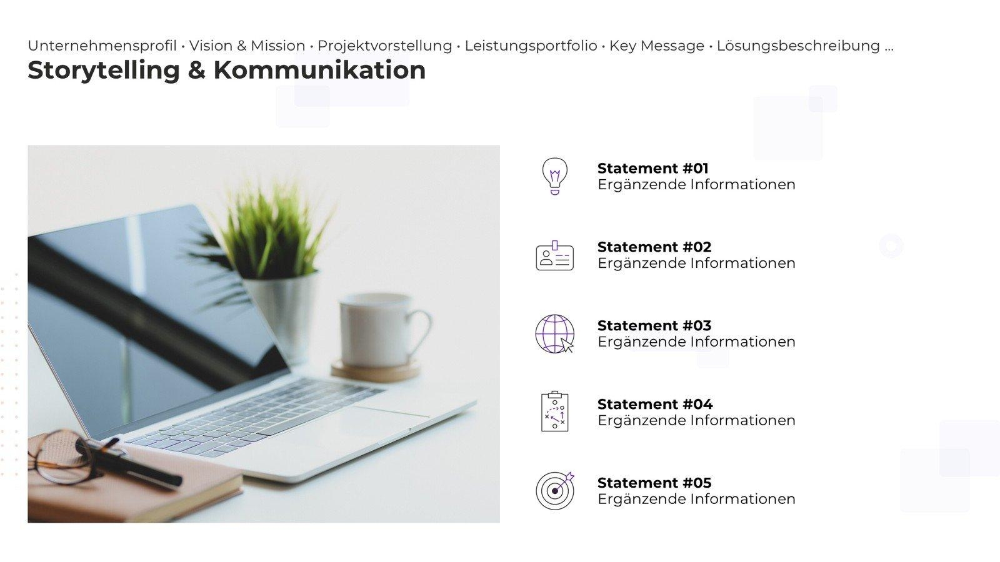 Unternehmensprofil • Vision & Mission • Projektvorstellung • Leistungsportfolio • Key Message • Lösungsbeschreibung ...
Storytelling & Kommunikation
Statement #01
Ergänzende Informationen
Statement #02
Ergänzende Informationen
Statement #03
Ergänzende Informationen
Statement #04
Ergänzende Informationen
Statement #05
Ergänzende Informationen